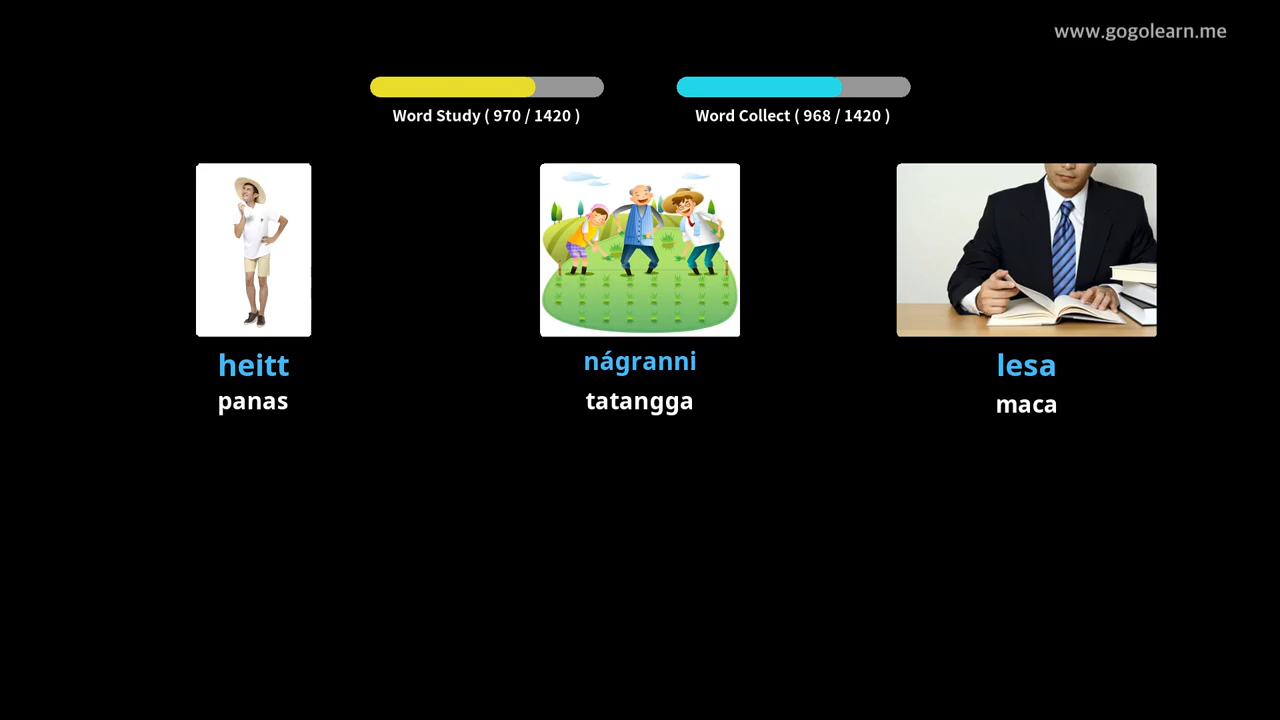 www.gogolearn.me
Word Study ( 970 / 1420 )
Word Collect ( 968 / 1420 )
heitt
panas
nágranni
tatangga
lesa
maca